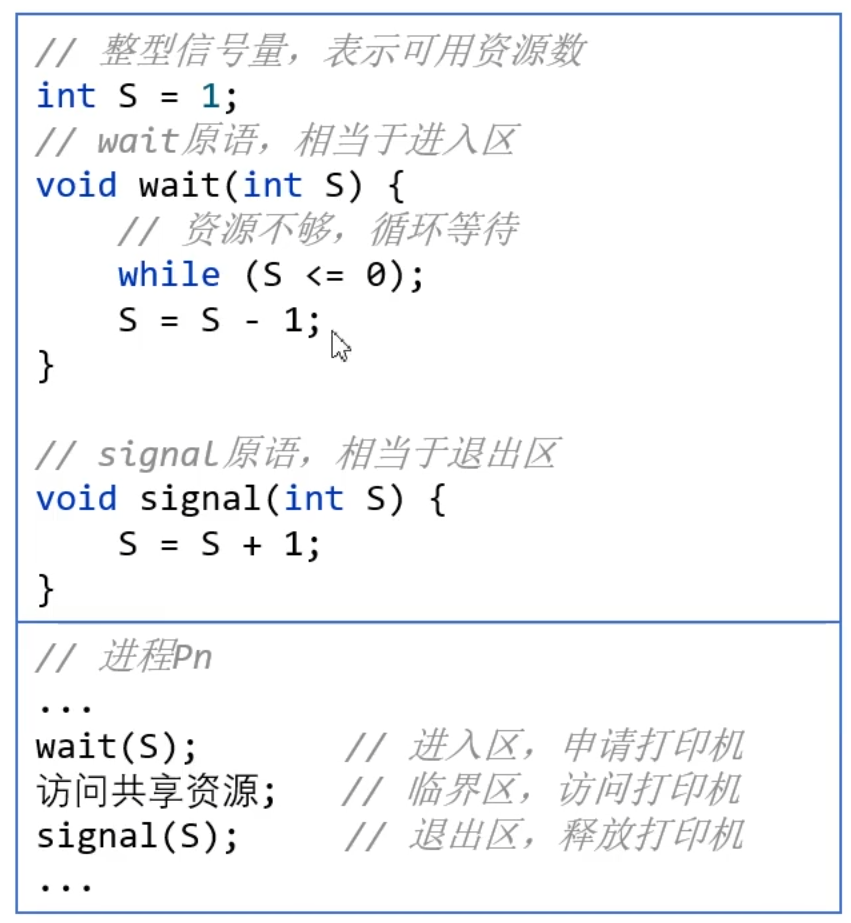 // 整型信号量，表示可用资源数
int S = 1;
// wait原语，相当于进入区
void wait(int S) {
    // 资源不够，循环等待
    while (S <= 0);
    S = S - 1;
}

// signal原语，相当于退出区
void signal(int S) {
    S = S + 1;
}
// 进程Pn
...
wait(S);    // 进入区，申请打印机
访问共享资源;    // 临界区，访问打印机
signal(S);    // 退出区，释放打印机
...